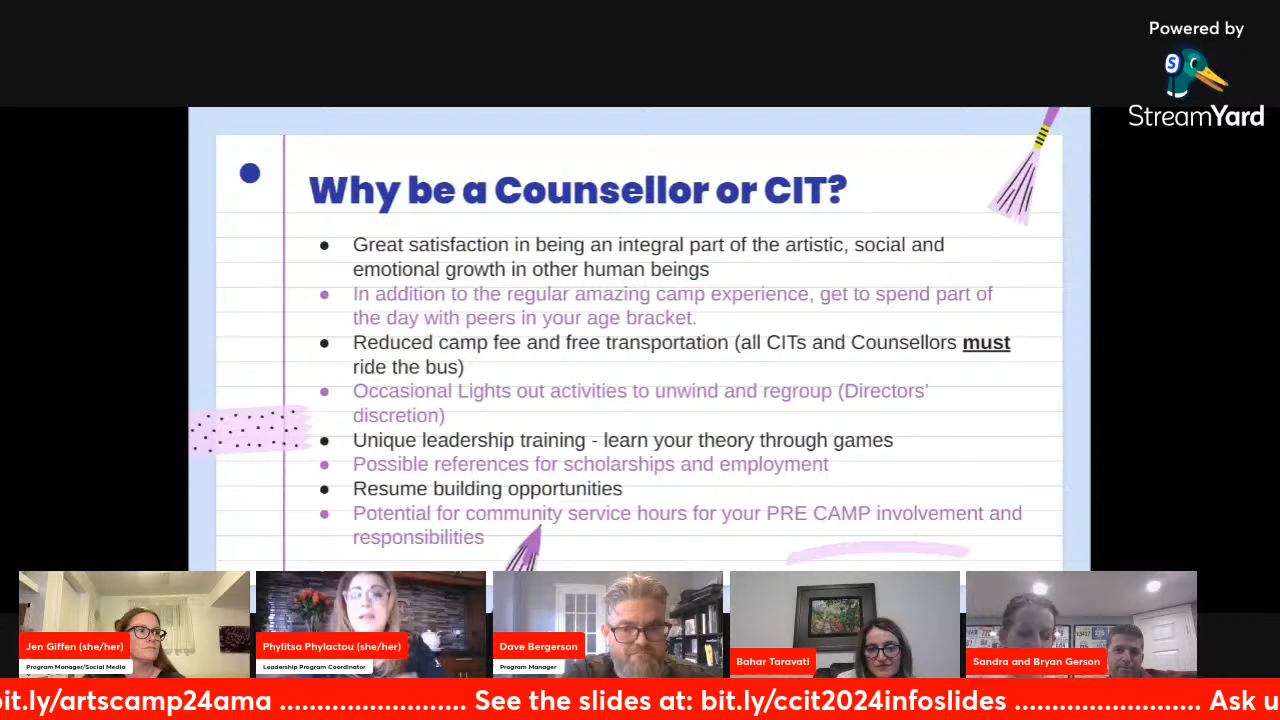 Powered by
S
StreamYard
Why be a Counsellor or CIT?
● Great satisfaction in being an integral part of the artistic, social and
emotional growth in other human beings
● In addition to the regular amazing camp experience, get to spend part of
the day with peers in your age bracket.
● Reduced camp fee and free transportation (all CITs and Counsellors must
ride the bus)
● Occasional Lights out activities to unwind and regroup (Directors'
discretion)
● Unique leadership training - learn your theory through games
● Possible references for scholarships and employment
● Resume building opportunities
● Potential for community service hours for your PRE CAMP involvement and
responsibilities
Jen Giffen (she/her)
Program Manager/Social Media
Phylitsa Phylactou (she/her)
Leadership Program Coordinator
Dave Bergerson
Program Manager
Bahar Taravati
Sandra and Bryan Gerson
bit.ly/artscamp24ama ......................... See the slides at: bit.ly/ccit2024infoslides ......................... Ask u